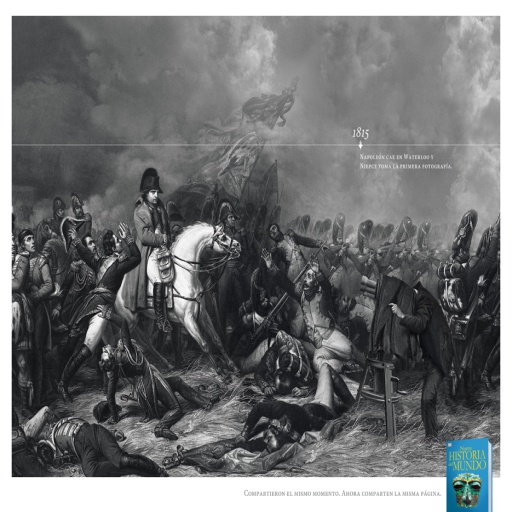 1815
NAPOLEÓN CAE EN WATERLOO Y
NIEPCE TOMA LA PRIMERA FOTOGRAFÍA.
HISTORIA
MUNDO
COMPARTIERON EL MISMO MOMENTO. AHORA COMPARTEN LA MISMA PÁGINA.